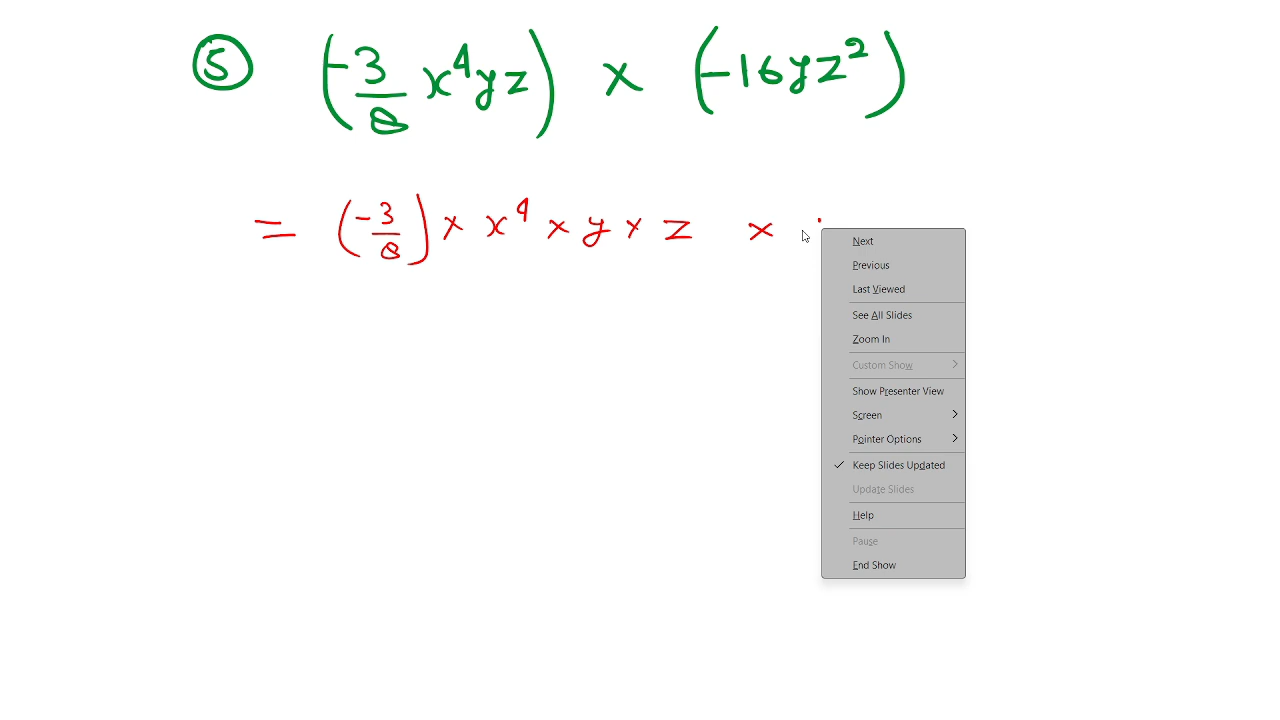 ⑤ (-3/8 x⁴yz) × (-16yz²)
= (-3/8) × x⁴ × y × z ×
Next
Previous
Last Viewed
See All Slides
Zoom In
Custom Show
Show Presenter View
Screen
Pointer Options
Keep Slides Updated
Update Slides
Help
Pause
End Show